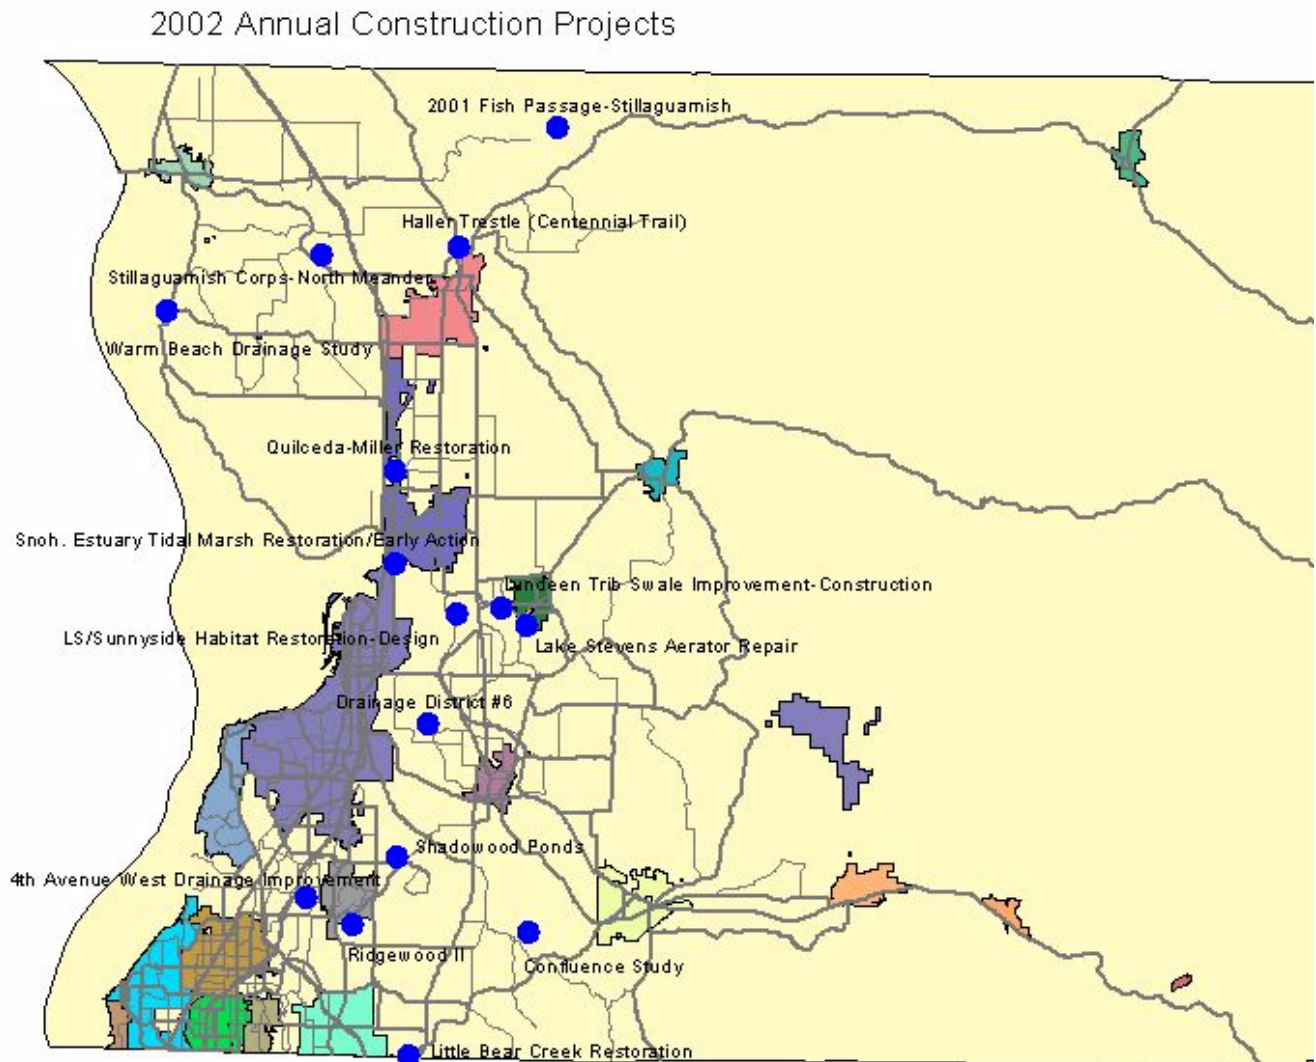 2002 Annual Construction Projects
2001 Fish Passage-Stillaguamish
Haller Trestle (Centennial Trail)
Stillaguamish Corps-North Meander
Warm Beach Drainage Study
Quilceda-Miller Restoration
Snoh. Estuary Tidal Marsh Restoration/Early Action
Lundeen Trib Swale Improvement-Construction
LS/Sunnyside Habitat Restoration-Design
Lake Stevens Aerator Repair
Drainage District #6
Shadowood Ponds
4th Avenue West Drainage Improvement
Ridgewood II
Confluence Study
Little Bear Creek Restoration